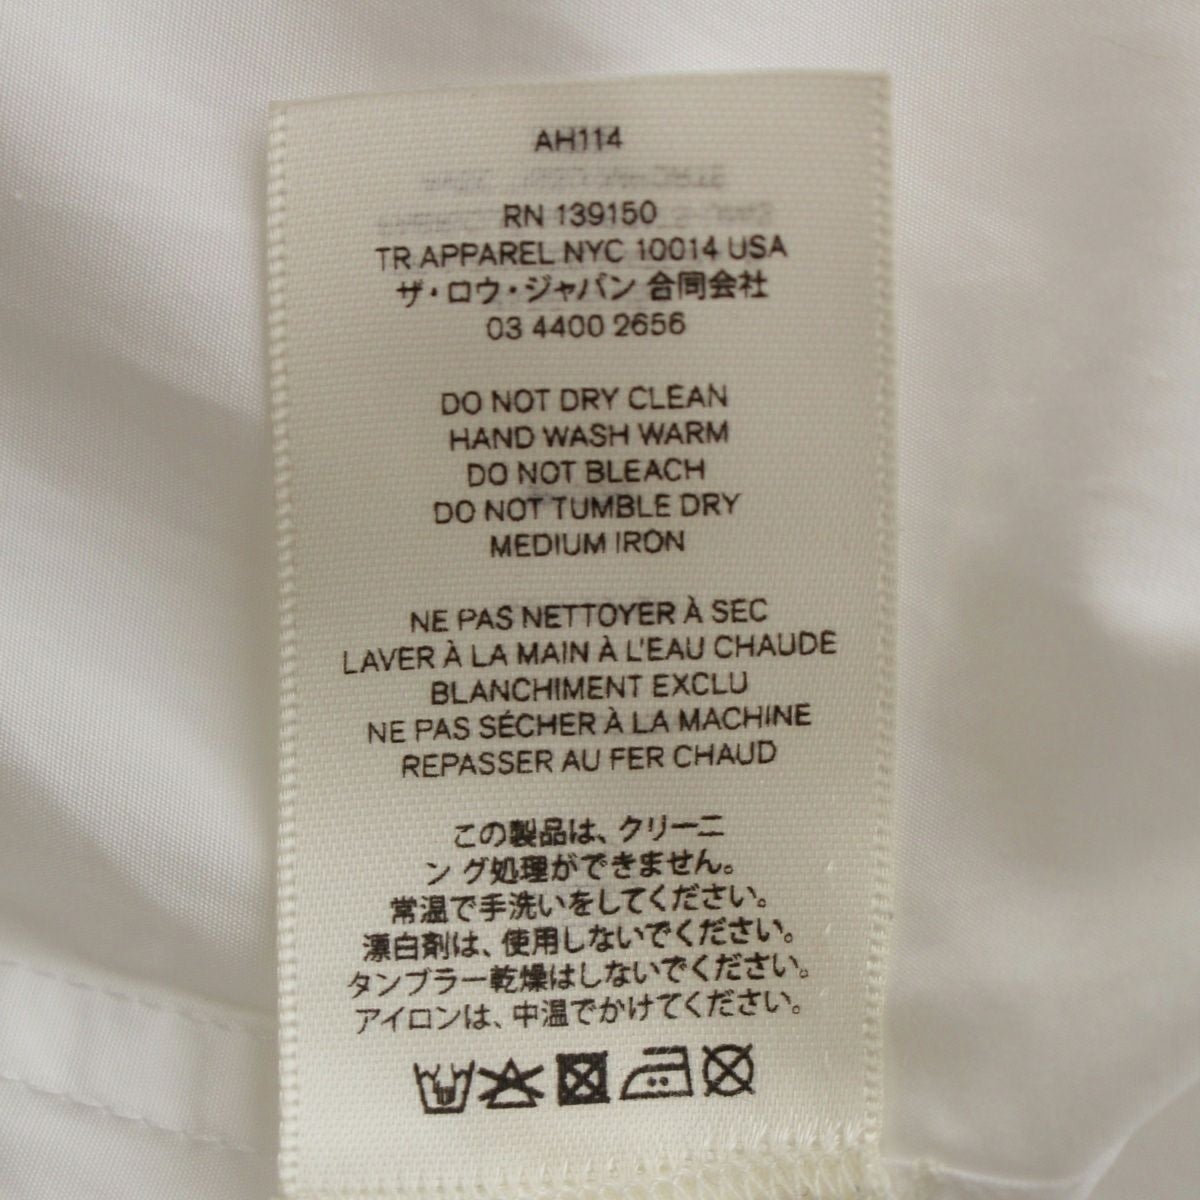 AH114
RN 139150
TR APPAREL NYC 10014 USA
ザ・ロウ・ジャパン 合同会社
03 4400 2656
DO NOT DRY CLEAN
HAND WASH WARM
DO NOT BLEACH
DO NOT TUMBLE DRY
MEDIUM IRON
NE PAS NETTOYER À SEC
LAVER À LA MAIN À L'EAU CHAUDE
BLANCHIMENT EXCLU
NE PAS SÉCHER À LA MACHINE
REPASSER AU FER CHAUD
この製品は、クリーニ
ン グ処理ができません。
常温で手洗いをしてください。
漂白剤は、使用しないでください。
タンブラー乾燥はしないでください。
アイロンは、中温でかけてください。